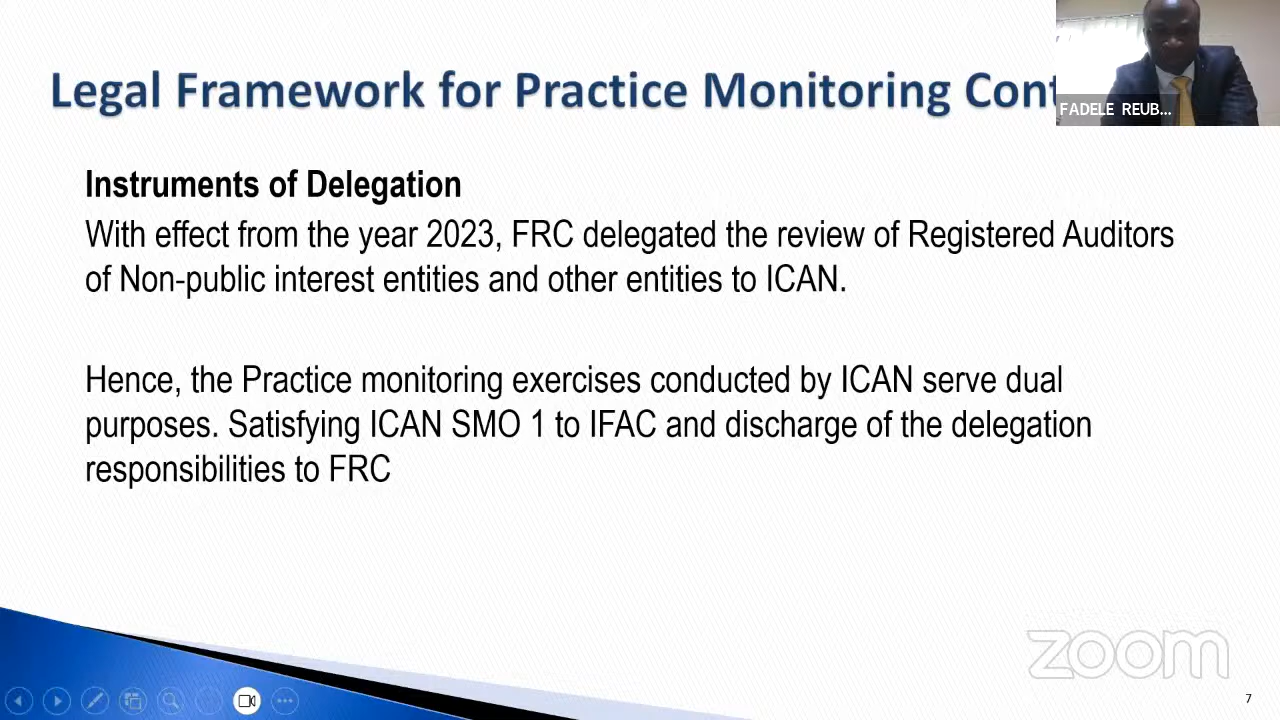 Legal Framework for Practice Monitoring Cont
FADELE REUB...
Instruments of Delegation
With effect from the year 2023, FRC delegated the review of Registered Auditors
of Non-public interest entities and other entities to ICAN.
Hence, the Practice monitoring exercises conducted by ICAN serve dual
purposes. Satisfying ICAN SMO 1 to IFAC and discharge of the delegation
responsibilities to FRC
zoom
7